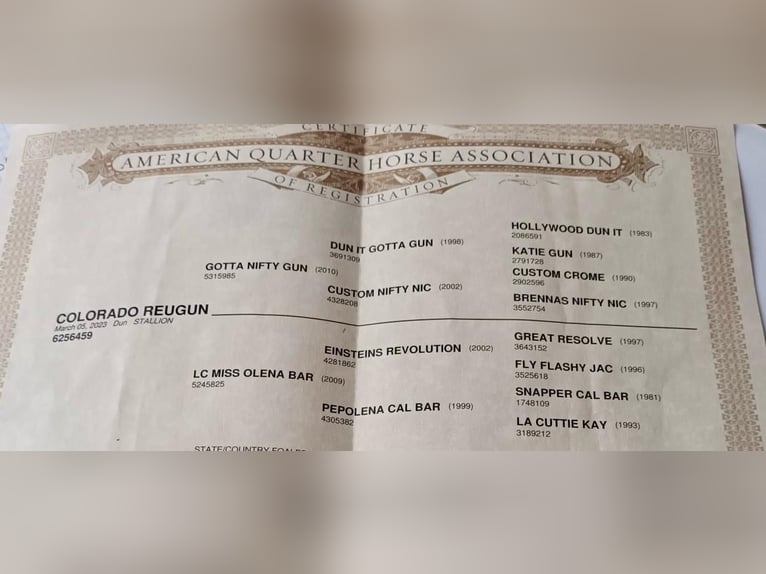 CERTIFICATE
AMERICAN QUARTER HORSE ASSOCIATION
OF REGISTRATION
HOLLYWOOD DUN IT (1983)
2086591
DUN IT GOTTA GUN (1998)
3691309
KATIE GUN (1987)
2791728
GOTTA NIFTY GUN (2010)
5315985
CUSTOM CROME (1990)
2902596
CUSTOM NIFTY NIC (2002)
4328208
BRENNAS NIFTY NIC (1997)
3552754
COLORADO REUGUN
March 05, 2023 Dun STALLION
6256459
GREAT RESOLVE (1997)
3643152
EINSTEINS REVOLUTION (2002)
4281862
FLY FLASHY JAC (1996)
3525618
LC MISS OLENA BAR (2009)
5245825
SNAPPER CAL BAR (1981)
1748109
PEPOLENA CAL BAR (1999)
4305382
LA CUTTIE KAY (1993)
3189212
STATE/COUNTRY